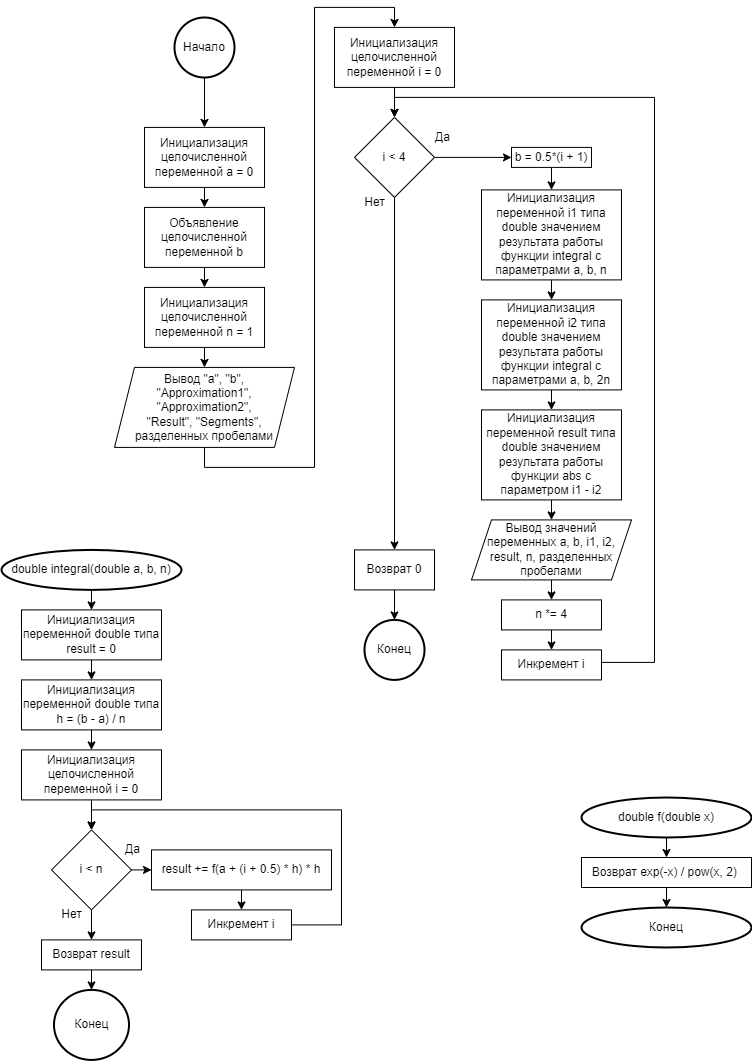 Начало
Инициализация
целочисленной
переменной a = 0
Объявление
целочисленной
переменной b
Инициализация
целочисленной
переменной n = 1
Вывод "a", "b",
"Approximation1",
"Approximation2",
"Result", "Segments",
разделенных пробелами
Инициализация
целочисленной
переменной i = 0
i < 4
Да
Нет
b = 0.5*(i + 1)
Инициализация
переменной i1 типа
double значением
результата работы
функции integral с
параметрами a, b, n
Инициализация
переменной i2 типа
double значением
результата работы
функции integral с
параметрами a, b, 2n
Инициализация
переменной result типа
double значением
результата работы
функции abs с
параметром i1 - i2
Вывод значений
переменных a, b, i1, i2,
result, n, разделенных
пробелами
n *= 4
Инкремент i
Возврат 0
Конец
double integral(double a, b, n)
Инициализация
переменной double типа
result = 0
Инициализация
переменной double типа
h = (b - a) / n
Инициализация
целочисленной
переменной i = 0
i < n
Да
Нет
result += f(a + (i + 0.5) * h) * h
Инкремент i
Возврат result
Конец
double f(double x)
Возврат exp(-x) / pow(x, 2)
Конец